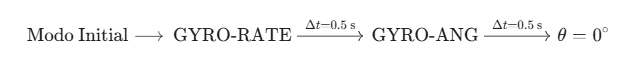 Modo Initial ⟶ GYRO-RATE —Δt=0.5 s→ GYRO-ANG —Δt=0.5 s→ θ = 0°